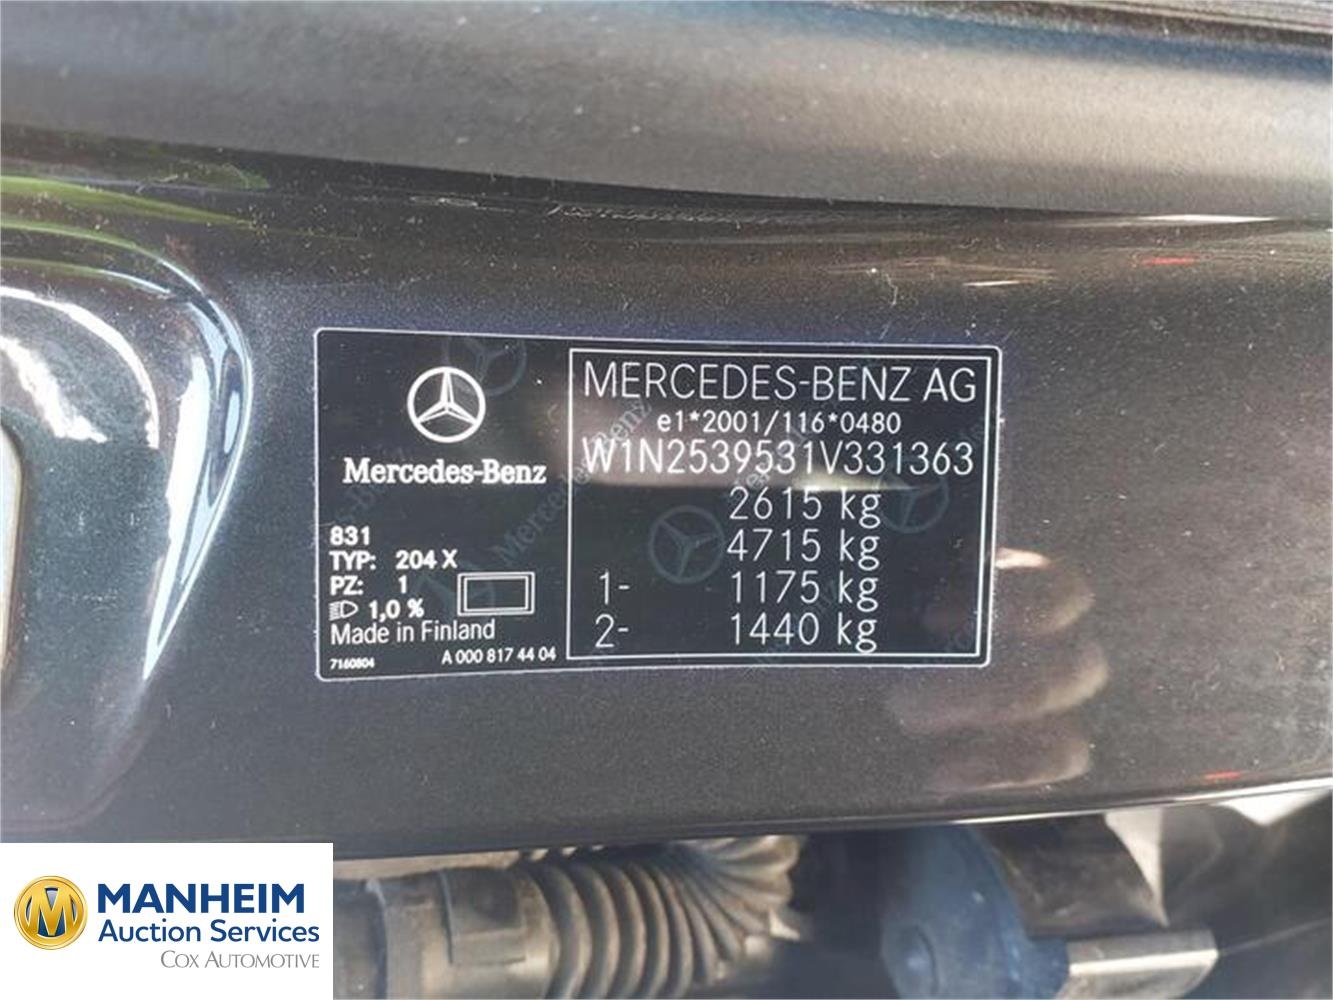 Mercedes-Benz
831
TYP: 204 X
PZ: 1
1,0 %
Made in Finland
7160804
A 000 817 44 04
MERCEDES-BENZ AG
e1*2001/116*0480
W1N2539531V331363
2615 kg
4715 kg
1- 1175 kg
2- 1440 kg
MANHEIM
Auction Services
COX AUTOMOTIVE